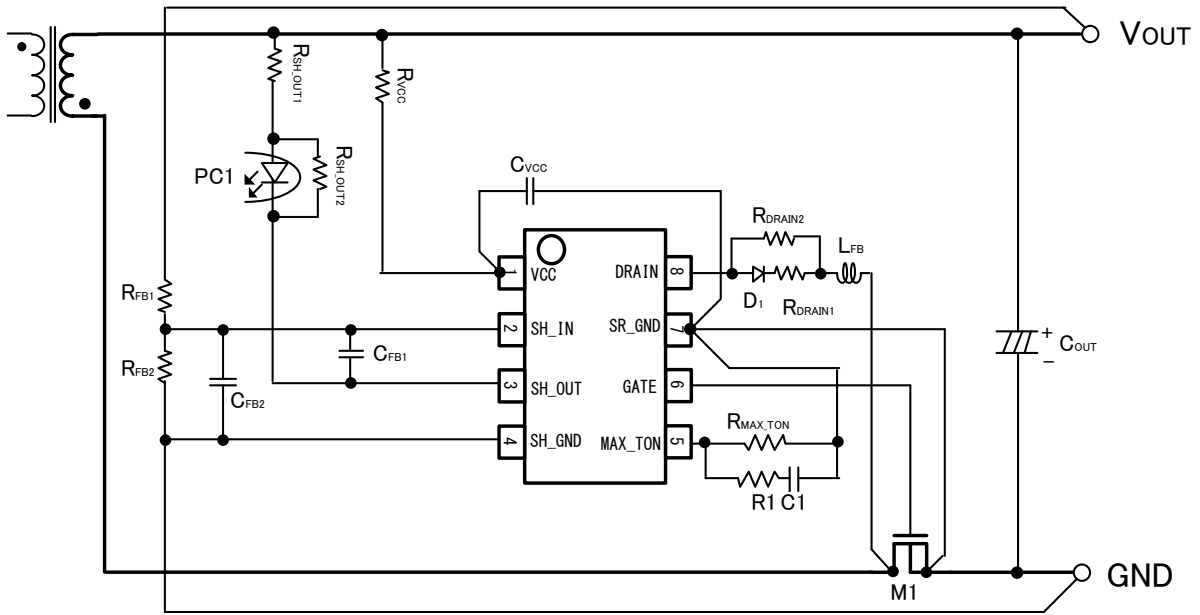 VOUT
RSH_OUT1
RVCC
PC1
RSH_OUT2
CVCC
RDRAIN2
LFB
1
VCC
DRAIN
8
D1
RDRAIN1
RFB1
2
SH_IN
SR_GND
7
+
COUT
−
RFB2
CFB1
CFB2
3
SH_OUT
GATE
6
RMAX_TON
4
SH_GND
MAX_TON
5
R1 C1
M1
GND